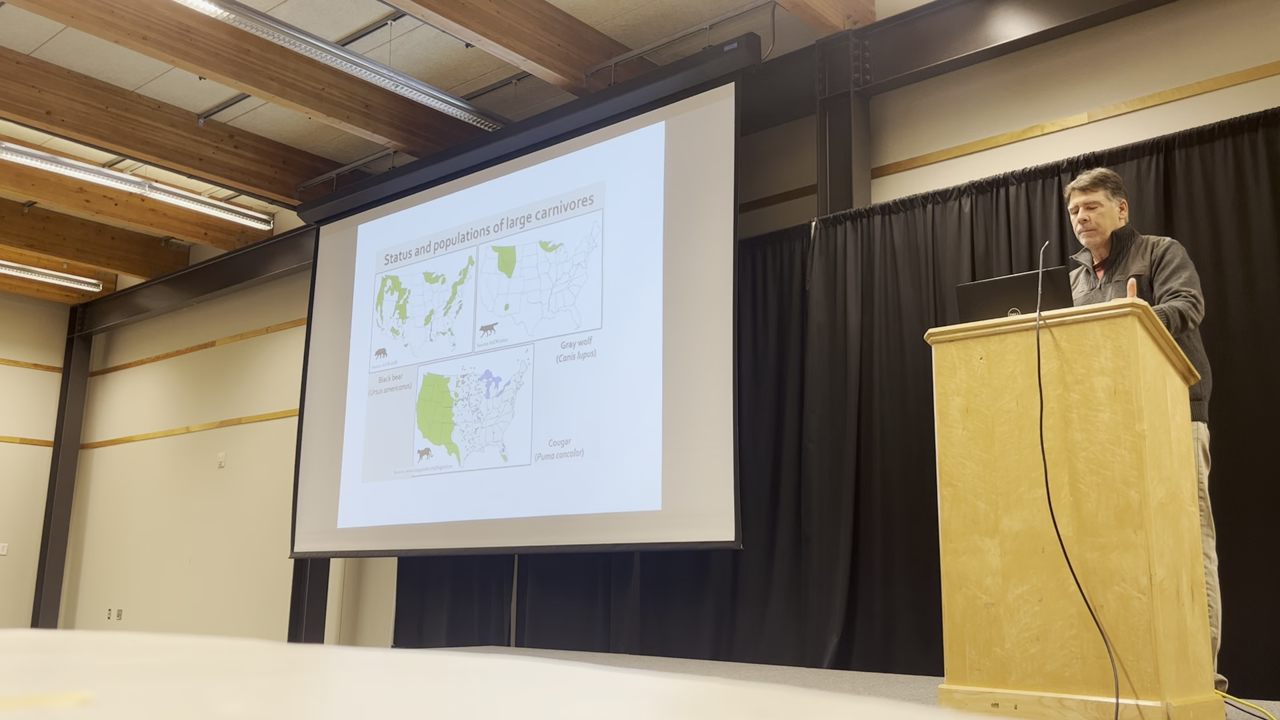 Status and populations of large carnivores
Gray wolf
(Canis lupus)
Black bear
(Ursus americanus)
Cougar
(Puma concolor)